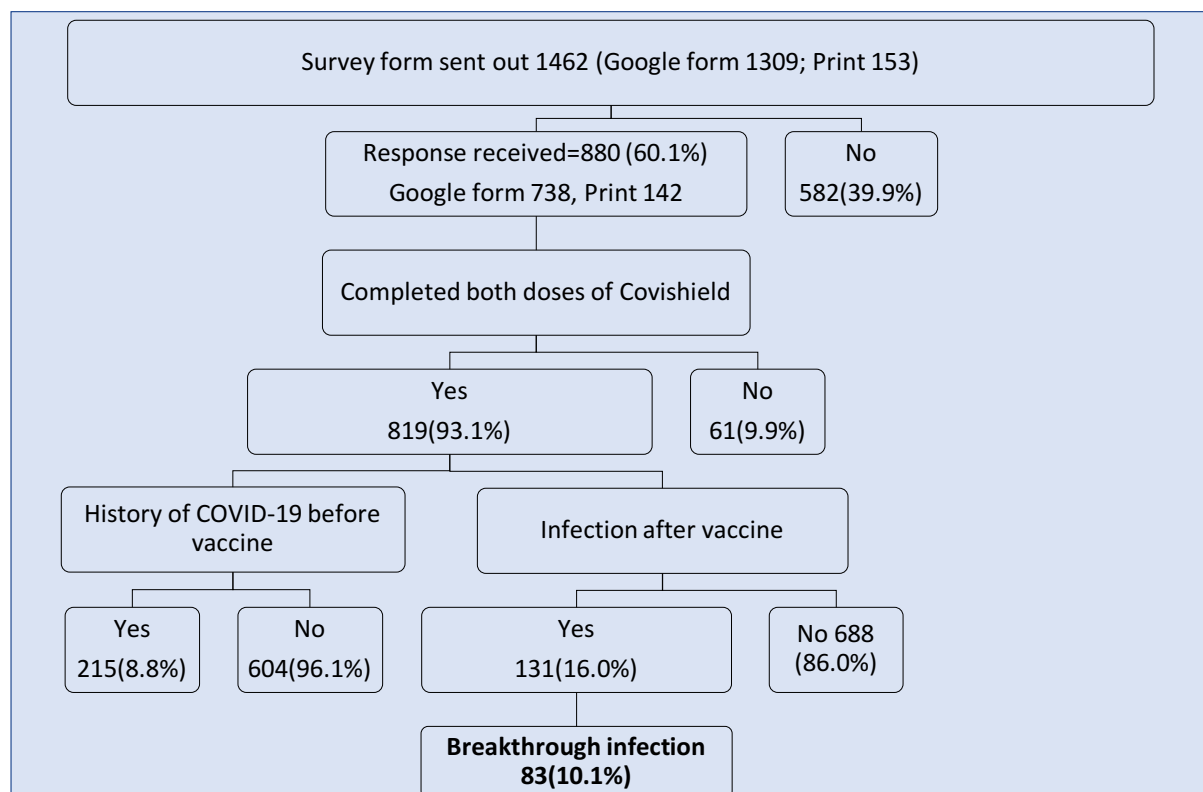 Survey form sent out 1462 (Google form 1309; Print 153)
Response received=880 (60.1%)
Google form 738, Print 142
No
582(39.9%)
Completed both doses of Covishield
Yes
819(93.1%)
No
61(9.9%)
History of COVID-19 before
vaccine
Infection after vaccine
Yes
215(8.8%)
No
604(96.1%)
Yes
131(16.0%)
No 688
(86.0%)
Breakthrough infection
83(10.1%)